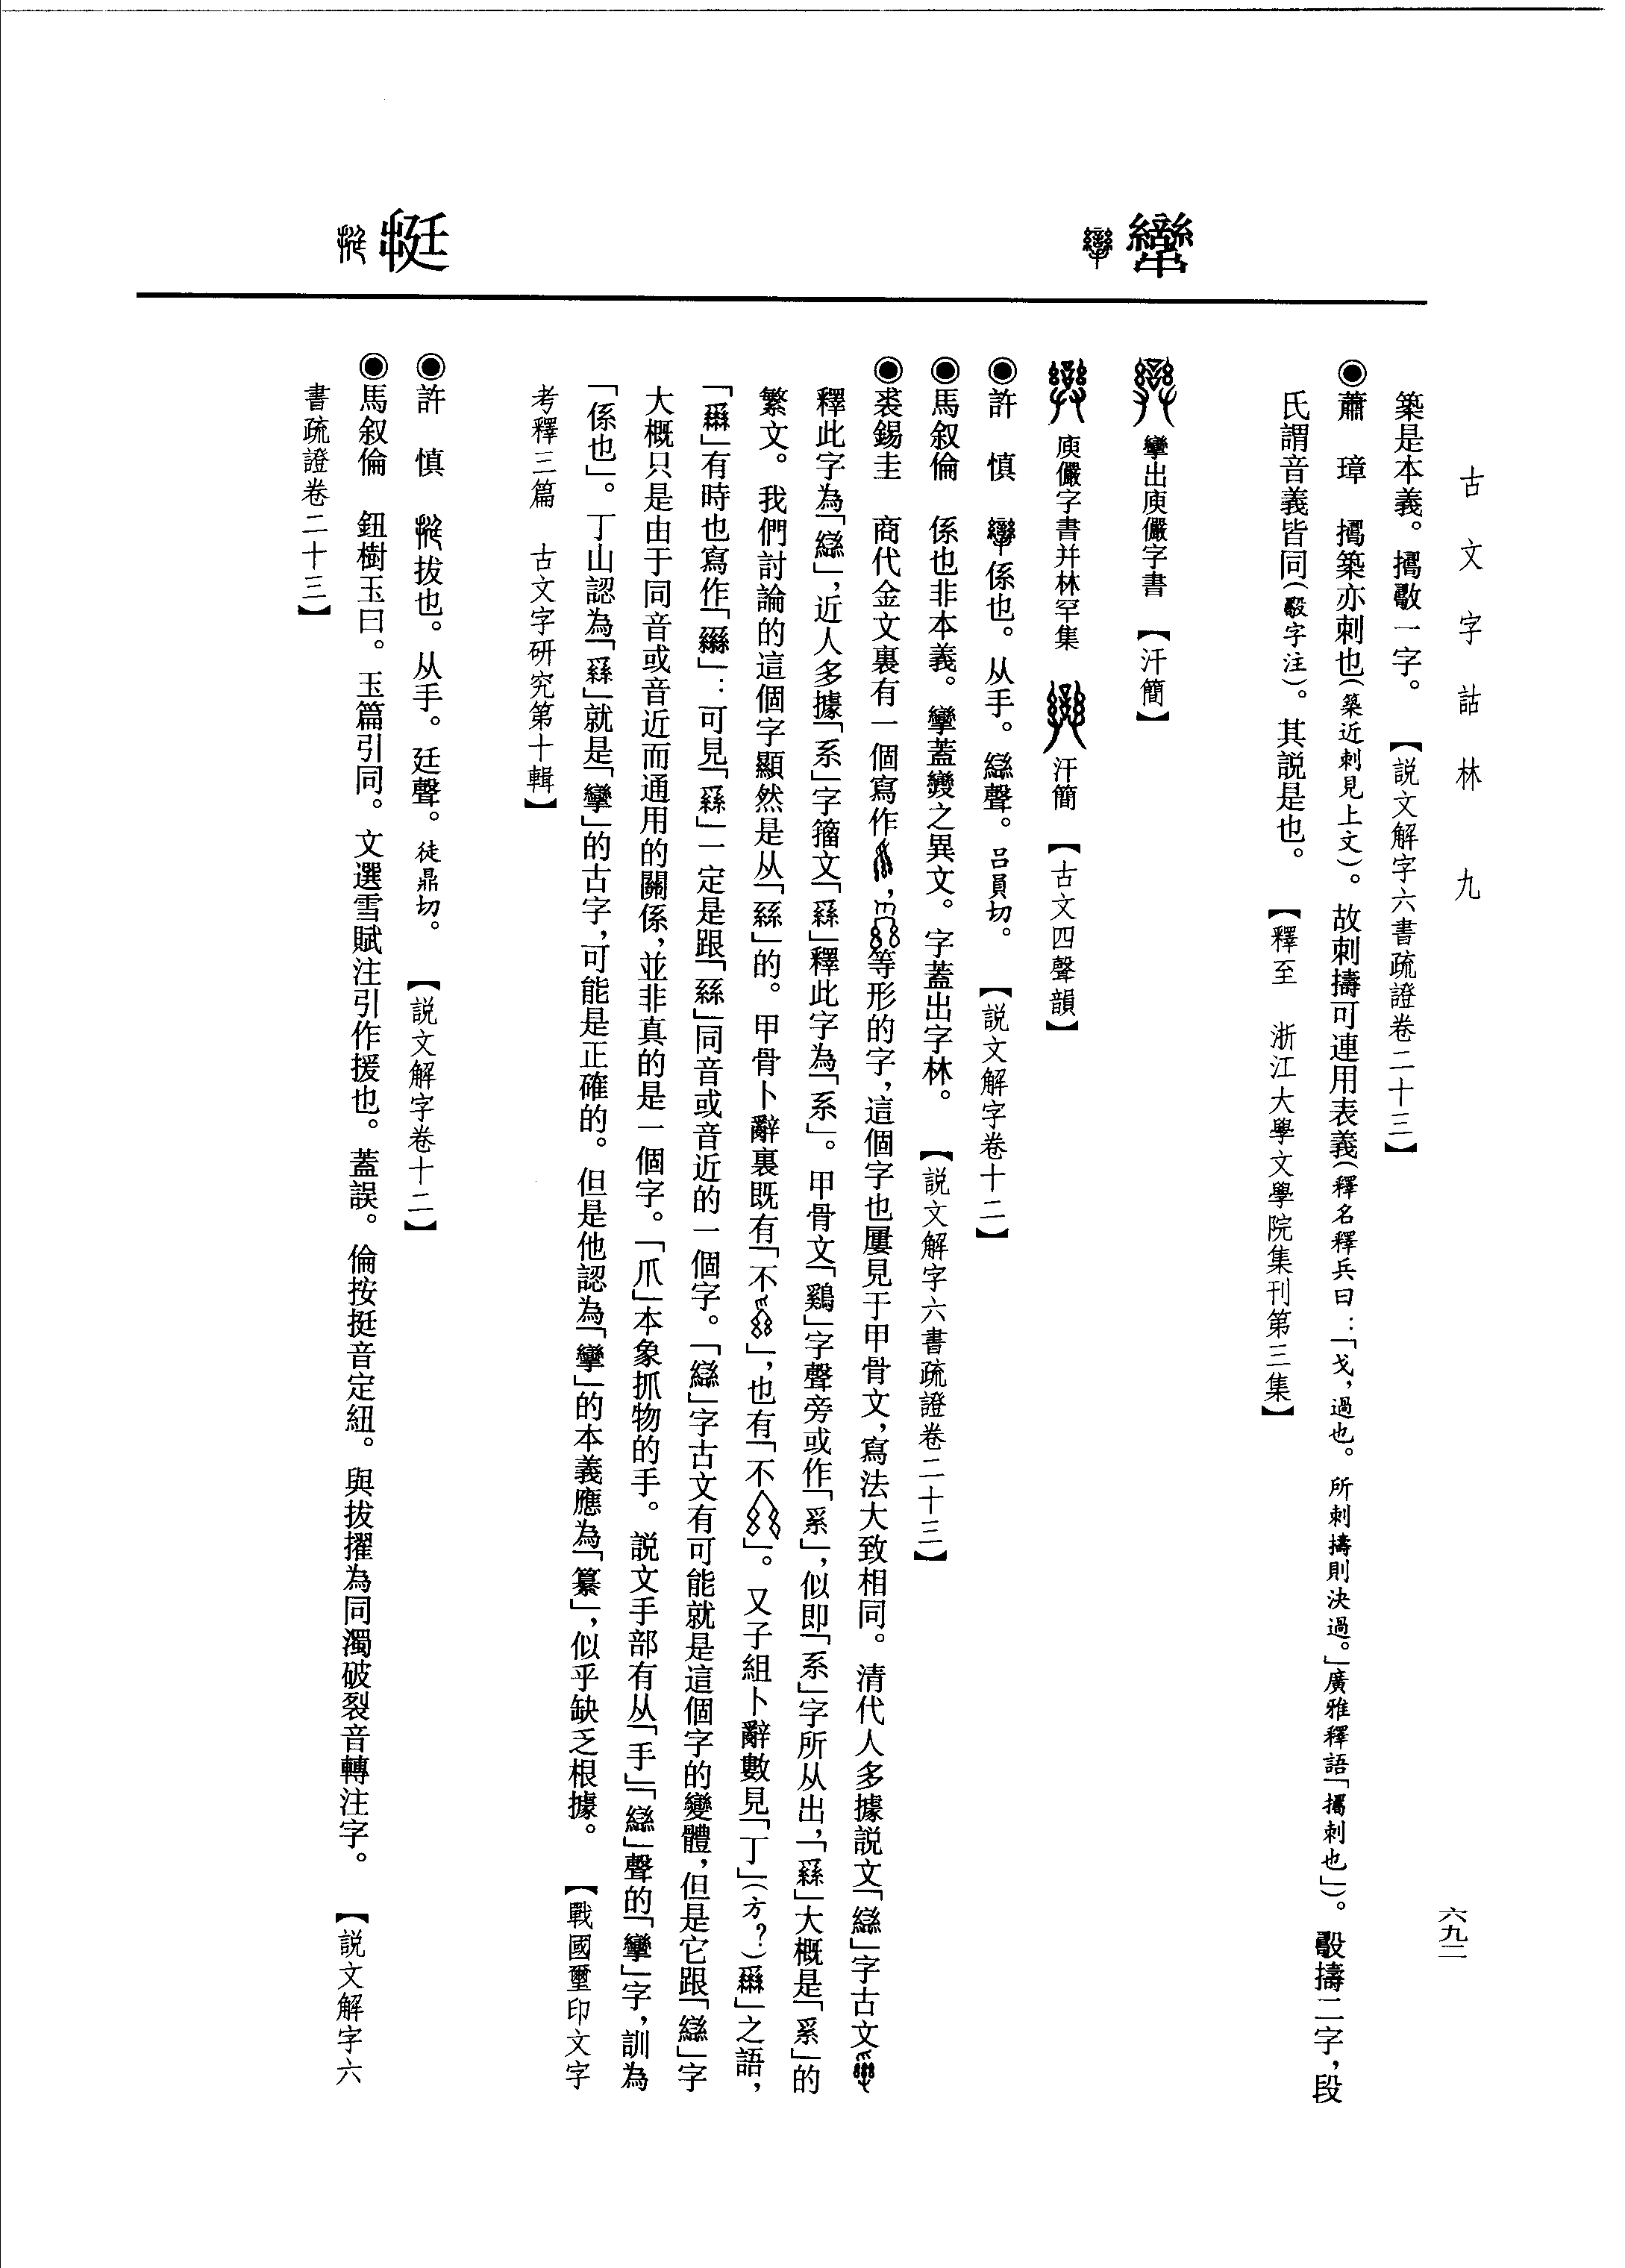 古文字詁林　九
六九二
築是本義。擣㪧一字。　【説文解字六書疏證卷二十三】
◉蕭　璋　擣築亦刺也（築近刺見上文）。故刺擣可連用表義（釋名釋兵曰：「戈，過也。所刺擣則決過。」廣雅釋語「擣刺也」）。㪧擣二字，段
氏謂音義皆同（㪧字注）。其説是也。　【釋至　浙江大學文學院集刊第三集】
攣
攣出庾儼字書　【汗簡】
庾儼字書并林罕集　汗簡　【古文四聲韻】
◉許　慎　係也。从手。䜌聲。吕員切。　【説文解字卷十二】
◉馬叙倫　係也非本義。攣蓋之異文。字蓋出字林。　【説文解字六書疏證卷二十三】
◉裘錫圭　商代金文裏有一個寫作，等形的字，這個字也屢見于甲骨文，寫法大致相同。清代人多據説文「䜌」字古文
釋此字為「䜌」，近人多據「系」字籀文「𦃟」釋此字為「系」。甲骨文「鷄」字聲旁或作「奚」，似即「系」字所从出，「𦃟」大概是「奚」的
繁文。我們討論的這個字顯然是从「𢆶」的。甲骨卜辭裏既有「不」，也有「不」。又子組卜辭數見「丁」（方？）」之語，
「」有時也寫作「」：可見「𦃟」一定是跟「」同音或音近的一個字。「䜌」字古文有可能就是這個字的變體，但是它跟「䜌」字
大概只是由于同音或音近而通用的關係，並非真的是一個字。「爪」本象抓物的手。説文手部有从「手」「䜌」聲的「攣」字，訓為
「係也」。丁山認為「𦃟」就是「攣」的古字，可能是正確的。但是他認為「攣」的本義應為「纂」，似乎缺乏根據。　【戰國璽印文字
考釋三篇　古文字研究第十輯】
挺
◉許　慎　拔也。从手。廷聲。徒鼎切。　【説文解字卷十二】
◉馬叙倫　鈕樹玉曰。玉篇引同。文選雪賦注引作援也。蓋誤。倫按挺音定紐。與拔擢為同濁破裂音轉注字。　【説文解字六
書疏證卷二十三】